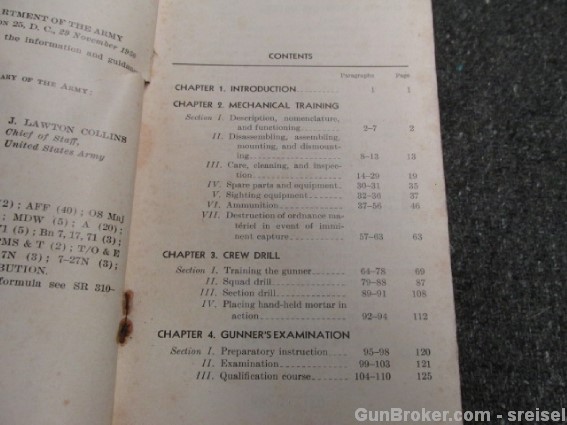 RTMENT OF THE ARMY
ON 25, D. C., 29 November 19
the information and guidan
ARY OF THE ARMY:
J. LAWTON COLLINS
Chief of Staff,
United States Army
2); AFF (40); OS Maj
MDW (5); A (20);
1 (5); Bn 7, 17, 71 (3);
MS & T (2); T/O & E
7N (3); 7-27N (3);
BUTION.
formula see SR 310-
CONTENTS
Paragraphs Page
CHAPTER 1. INTRODUCTION 1 1
CHAPTER 2. MECHANICAL TRAINING
Section I. Description, nomenclature,
and functioning 2-7 2
II. Disassembling, assembling,
mounting, and dismount-
ing 8-13 13
III. Care, cleaning, and inspec-
tion 14-29 19
IV. Spare parts and equipment 30-31 35
V. Sighting equipment 32-36 37
VI. Ammunition 37-56 46
VII. Destruction of ordnance ma-
tériel in event of immi-
nent capture 57-63 63
CHAPTER 3. CREW DRILL
Section I. Training the gunner 64-78 69
II. Squad drill 79-88 87
III. Section drill 89-91 108
IV. Placing hand-held mortar in
action 92-94 112
CHAPTER 4. GUNNER'S EXAMINATION
Section I. Preparatory instruction 95-98 120
II. Examination 99-103 121
III. Qualification course 104-110 125
GunBroker.com - sreisel